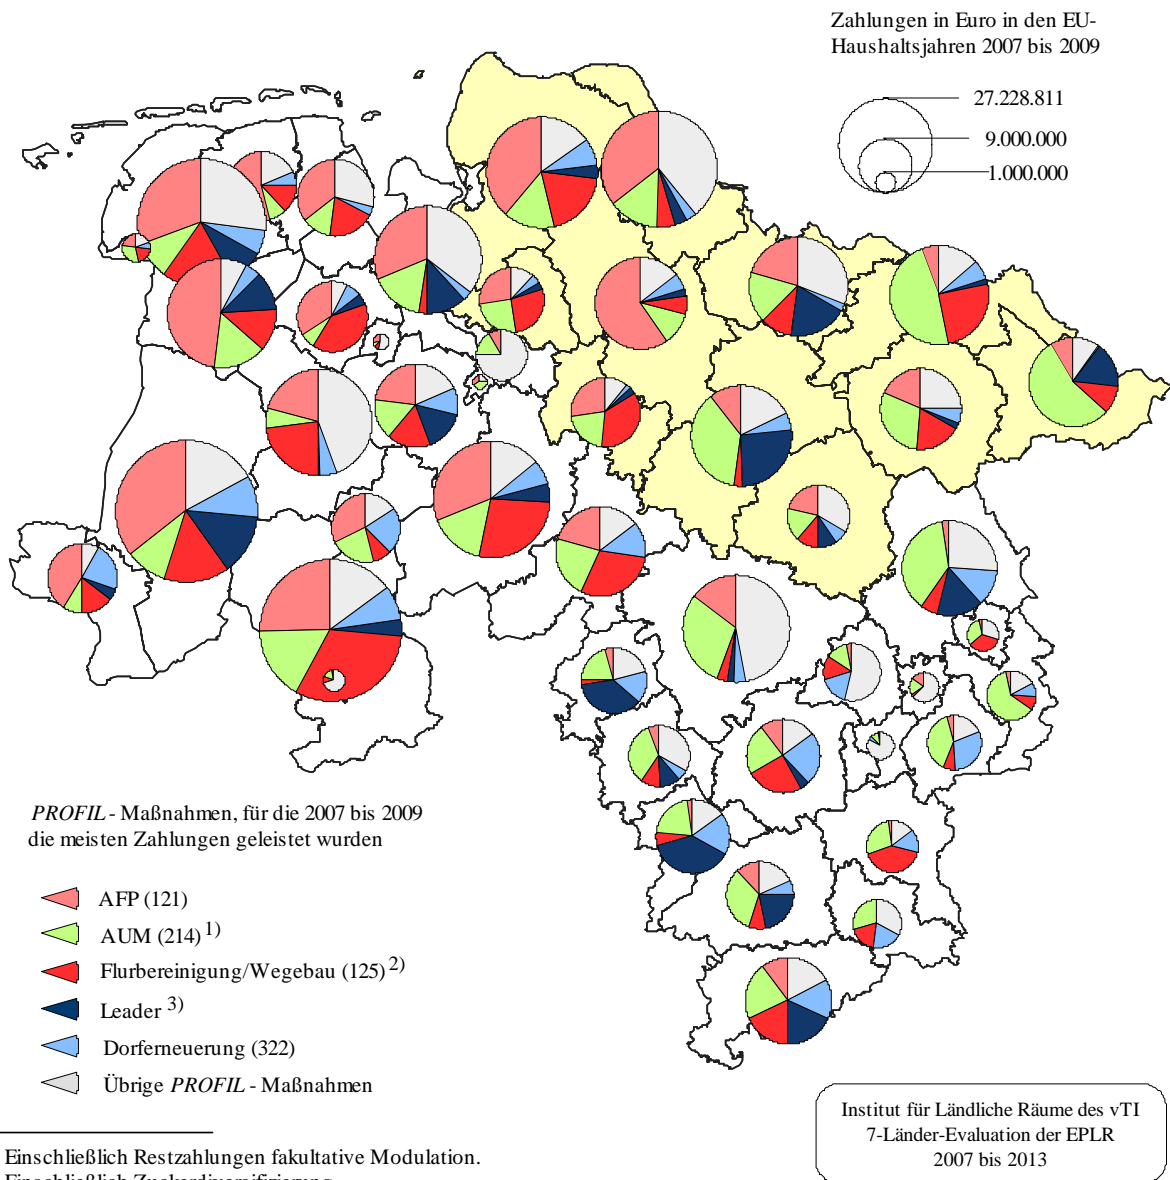 Zahlungen in Euro in den EU-
Haushaltsjahren 2007 bis 2009
27.228.811
9.000.000
1.000.000
PROFIL - Maßnahmen, für die 2007 bis 2009
die meisten Zahlungen geleistet wurden
AFP (121)
AUM (214) 1)
Flurbereinigung/Wegebau (125) 2)
Leader 3)
Dorferneuerung (322)
Übrige PROFIL - Maßnahmen
Institut für Ländliche Räume des vTI
7-Länder-Evaluation der EPLR
2007 bis 2013
Einschließlich Restzahlungen fakultative Modulation.
Einschließlich Zuckerdiversifizierung